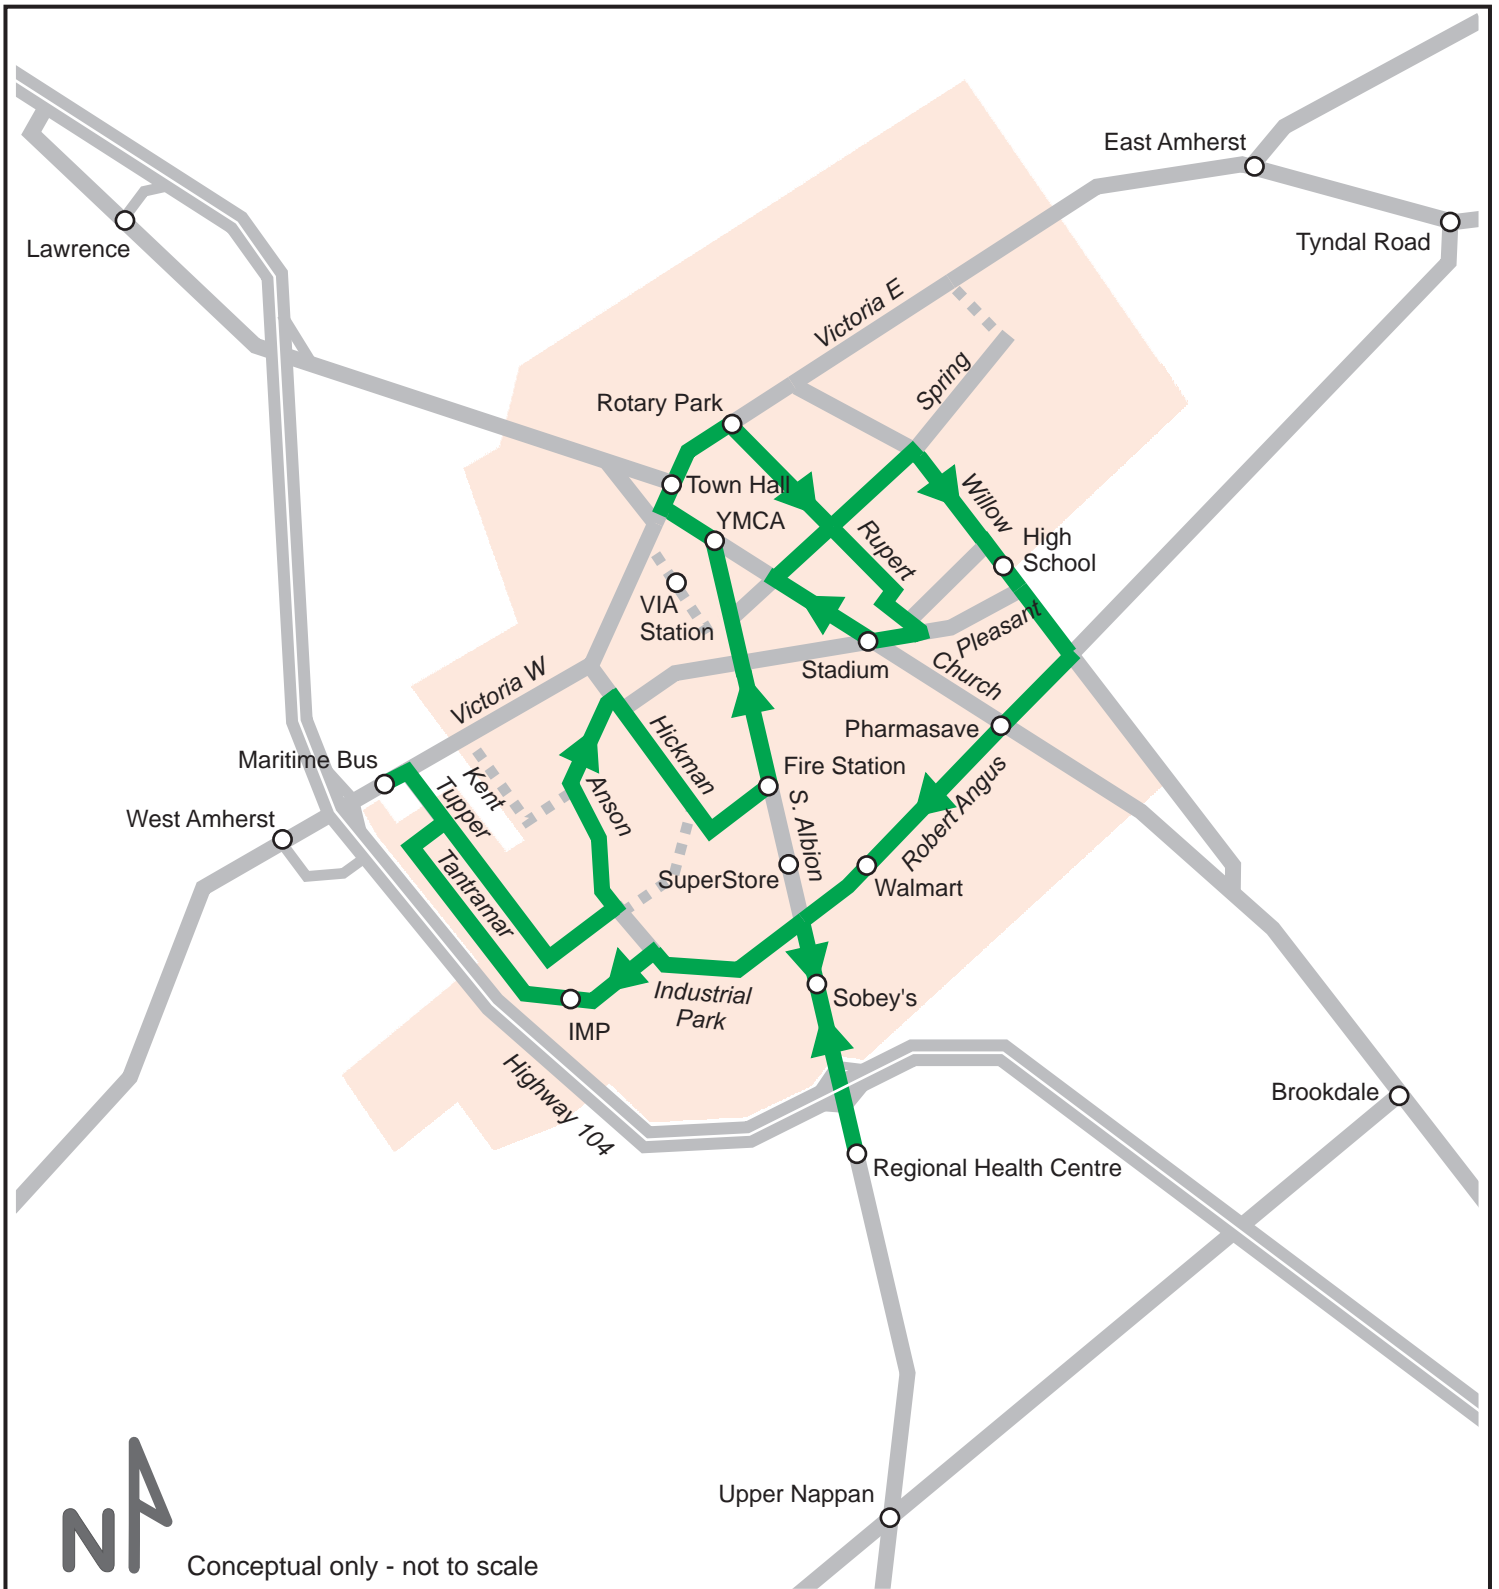 East Amherst
Lawrence
Tyndal Road
Victoria E
Spring
Rotary Park
Town Hall
YMCA
Willow
Rupert
High
School
VIA
Station
Pleasant
Church
Stadium
Victoria W
Pharmasave
Hickman
Maritime Bus
Fire Station
Kent
Tupper
Anson
S. Albion
Robert Angus
West Amherst
SuperStore
Walmart
Tantramar
Industrial
Park
Sobey's
IMP
Highway 104
Brookdale
Regional Health Centre
Upper Nappan
N
Conceptual only - not to scale